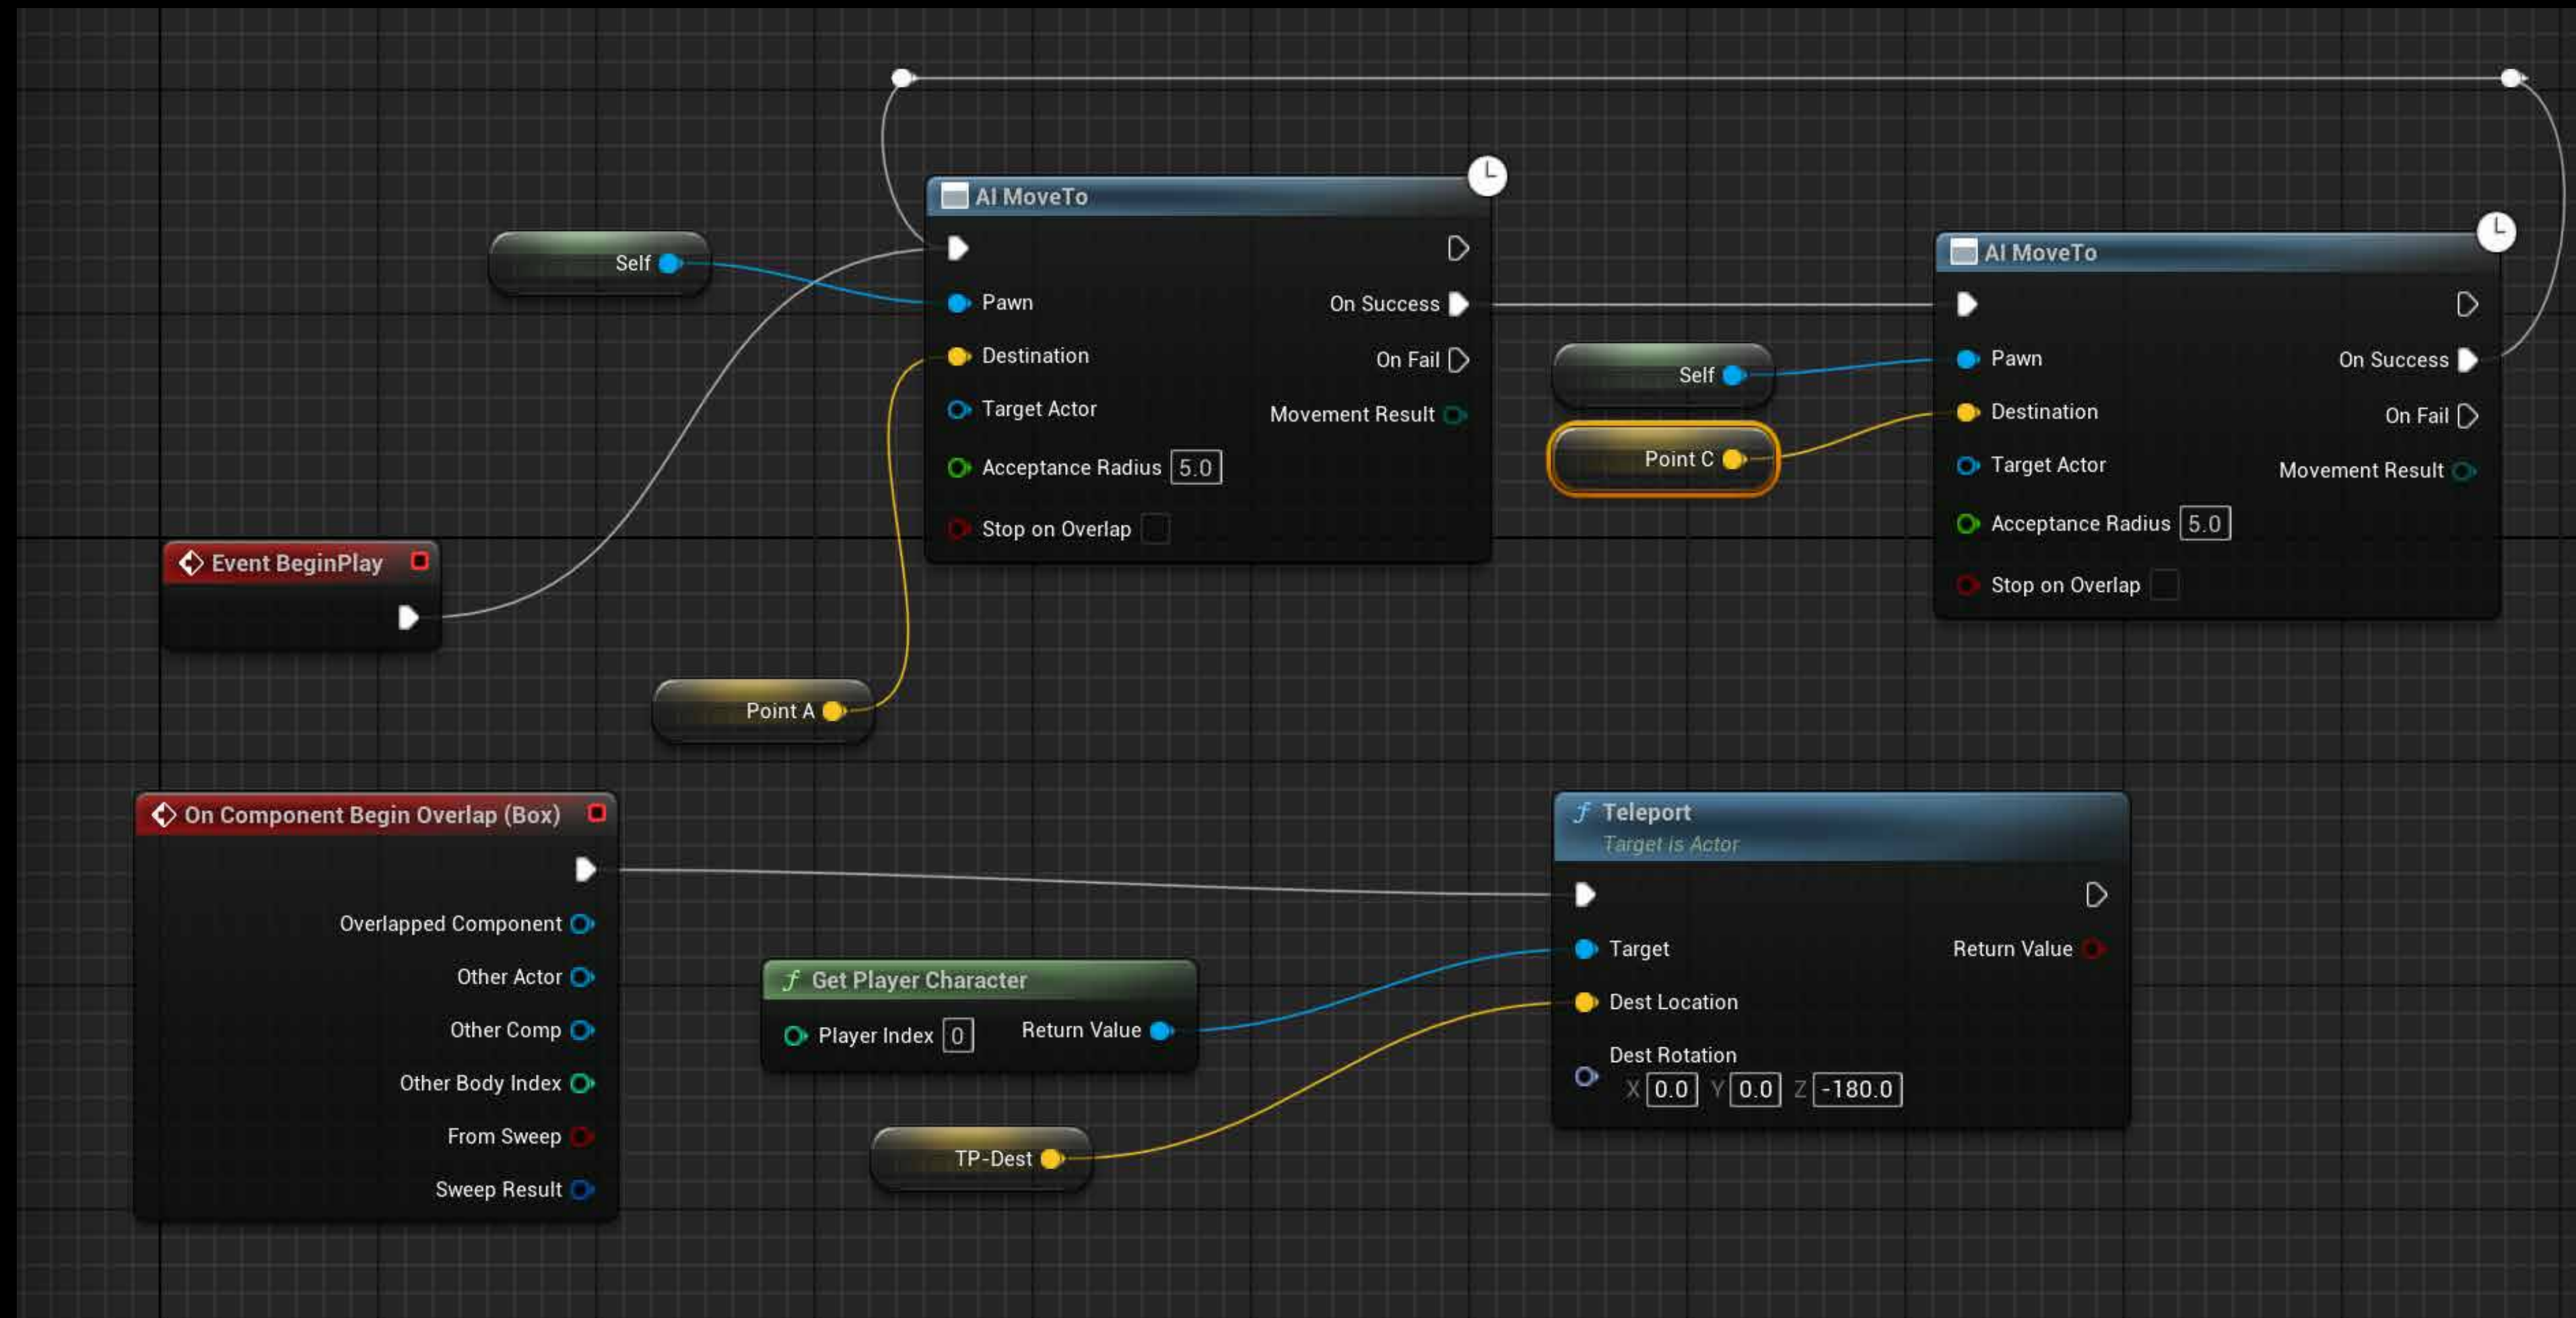 AI MoveTo
Pawn
Destination
Target Actor
Acceptance Radius 5.0
Stop on Overlap
On Success
On Fail
Movement Result
Self
Self
Point C
AI MoveTo
Pawn
Destination
Target Actor
Acceptance Radius 5.0
Stop on Overlap
On Success
On Fail
Movement Result
Event BeginPlay
Point A
On Component Begin Overlap (Box)
Overlapped Component
Other Actor
Other Comp
Other Body Index
From Sweep
Sweep Result
f Get Player Character
Player Index 0
Return Value
TP-Dest
f Teleport
Target is Actor
Target
Return Value
Dest Location
Dest Rotation
X 0.0 Y 0.0 Z -180.0